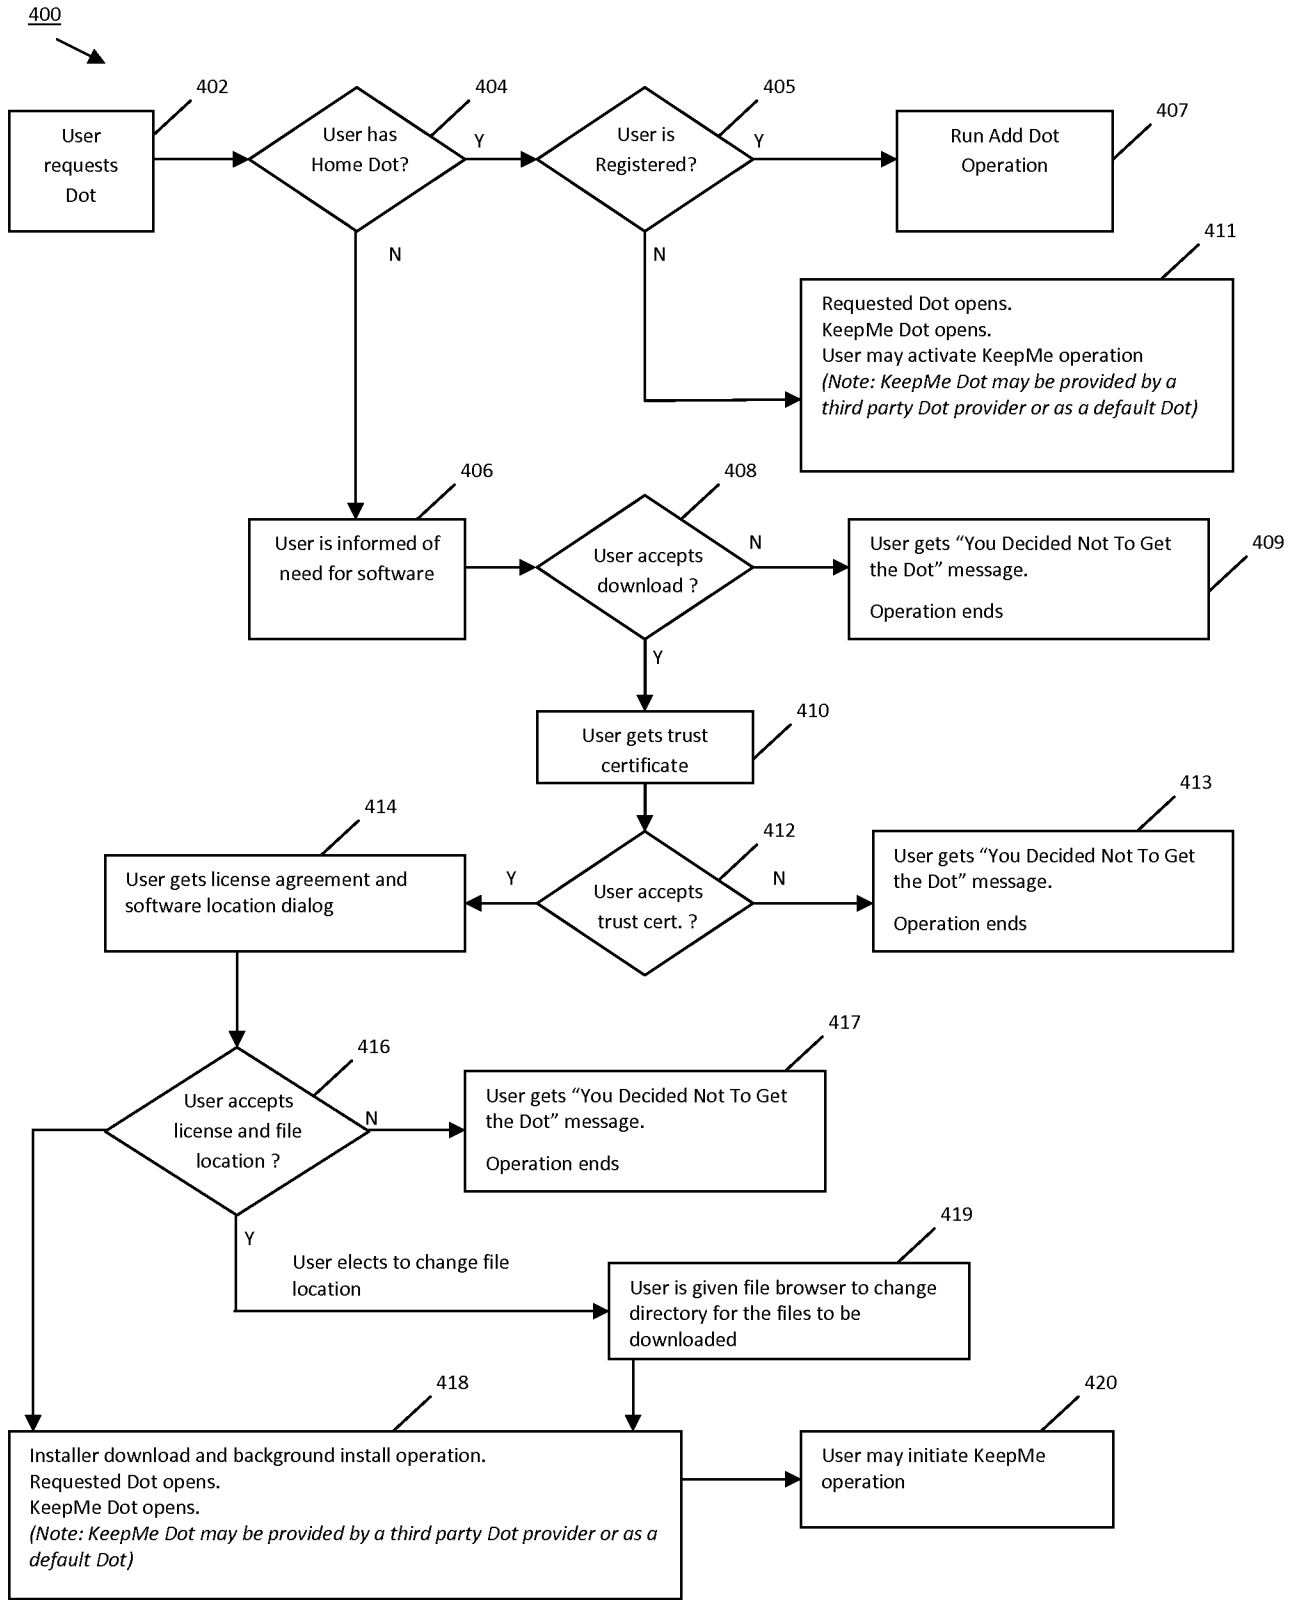 400
402
User
requests
Dot
404
User has
Home Dot?
Y
N
405
User is
Registered?
Y
N
407
Run Add Dot
Operation
411
Requested Dot opens.
KeepMe Dot opens.
User may activate KeepMe operation
(Note: KeepMe Dot may be provided by a
third party Dot provider or as a default Dot)
406
User is informed of
need for software
408
User accepts
download ?
N
Y
409
User gets “You Decided Not To Get
the Dot” message.
Operation ends
410
User gets trust
certificate
412
User accepts
trust cert. ?
Y
N
413
User gets “You Decided Not To Get
the Dot” message.
Operation ends
414
User gets license agreement and
software location dialog
416
User accepts
license and file
location ?
N
Y
417
User gets “You Decided Not To Get
the Dot” message.
Operation ends
User elects to change file
location
419
User is given file browser to change
directory for the files to be
downloaded
418
Installer download and background install operation.
Requested Dot opens.
KeepMe Dot opens.
(Note: KeepMe Dot may be provided by a third party Dot provider or as a
default Dot)
420
User may initiate KeepMe
operation